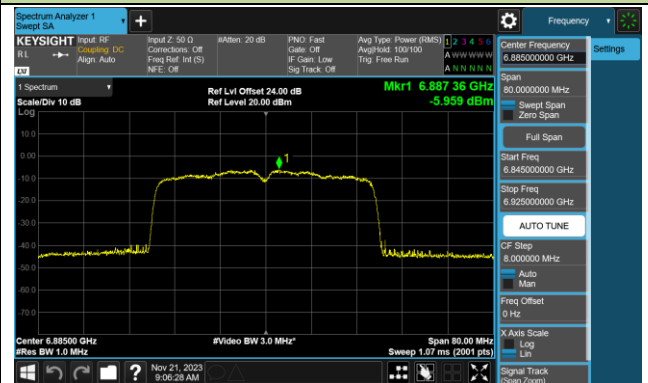 Spectrum Analyzer 1
Swept SA
+
Frequency
KEYSIGHT
RL
LXI
Input: RF
Coupling: DC
Align: Auto
Input Z: 50 Ω
Corrections: Off
Freq Ref: Int (S)
NFE: Off
#Atten: 20 dB
PNO: Fast
Gate: Off
IF Gain: Low
Sig Track: Off
Avg Type: Power (RMS)
Avg|Hold: 100/100
Trig: Free Run
1 2 3 4 5 6
A W W W W W
A N N N N N
1 Spectrum
Scale/Div 10 dB
Log
Ref Lvl Offset 24.00 dB
Ref Level 20.00 dBm
Mkr1 6.887 36 GHz
-5.959 dBm
10.0
0.00
-10.0
-20.0
-30.0
-40.0
-50.0
-60.0
-70.0
1
Center 6.88500 GHz
#Res BW 1.0 MHz
#Video BW 3.0 MHz*
Span 80.00 MHz
Sweep 1.07 ms (2001 pts)
Nov 21, 2023
9:06:28 AM
?
Center Frequency
6.885000000 GHz
Settings
Span
80.0000000 MHz
Swept Span
Zero Span
Full Span
Start Freq
6.845000000 GHz
Stop Freq
6.925000000 GHz
AUTO TUNE
CF Step
8.000000 MHz
Auto
Man
Freq Offset
0 Hz
X Axis Scale
Log
Lin
Signal Track
(Span Zoom)